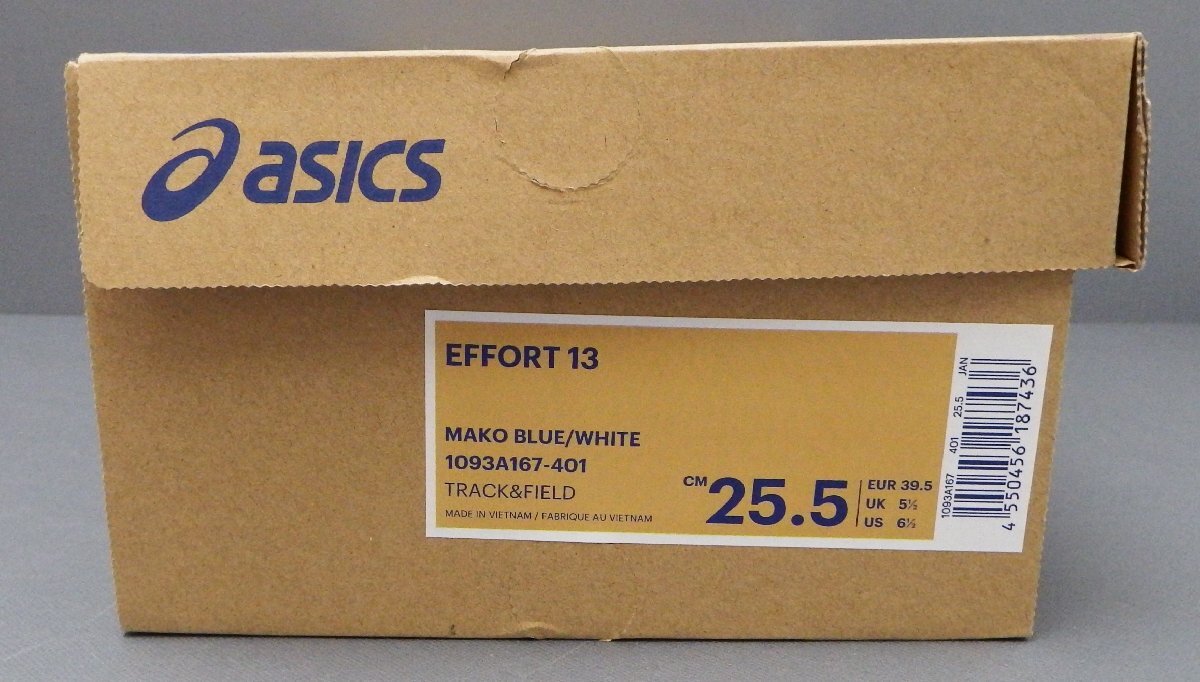 asics
EFFORT 13
MAKO BLUE/WHITE
1093A167-401
TRACK&FIELD
MADE IN VIETNAM / FABRIQUE AU VIETNAM
CM 25.5
EUR 39.5
UK 5½
US 6½
1093A167 401 25.5 JAN
4 550456 187436